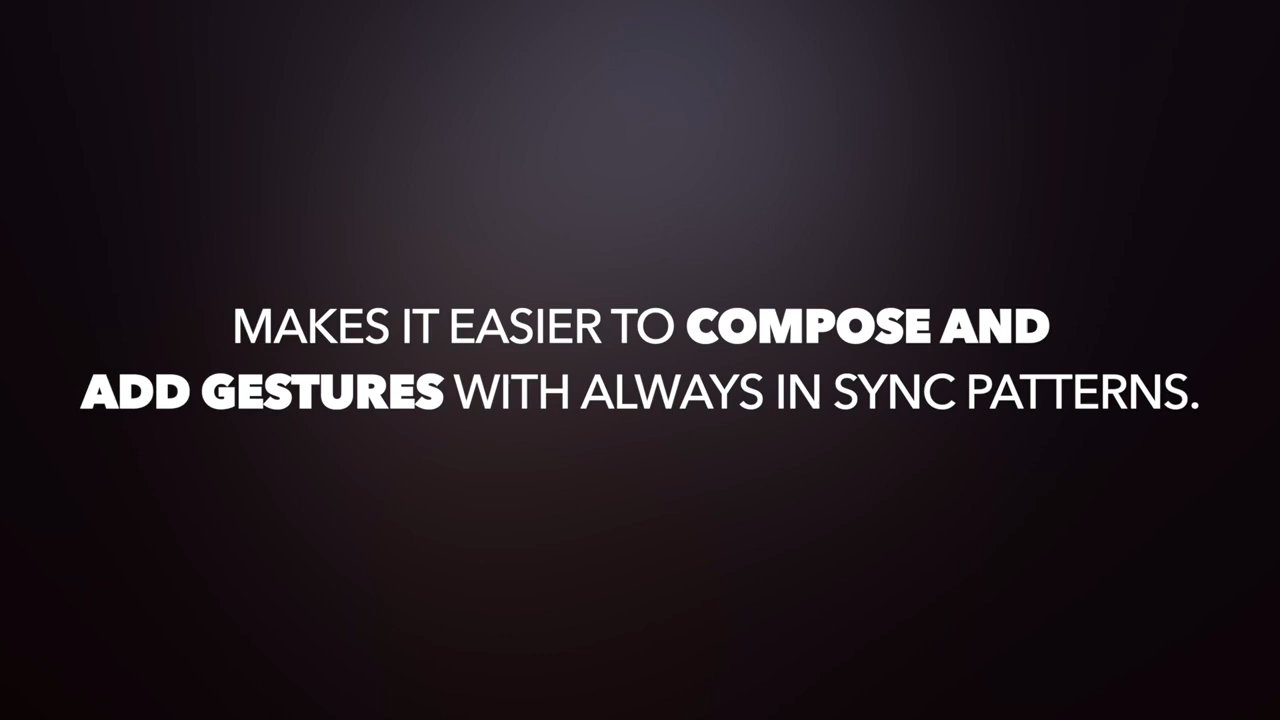 MAKES IT EASIER TO COMPOSE AND
ADD GESTURES WITH ALWAYS IN SYNC PATTERNS.